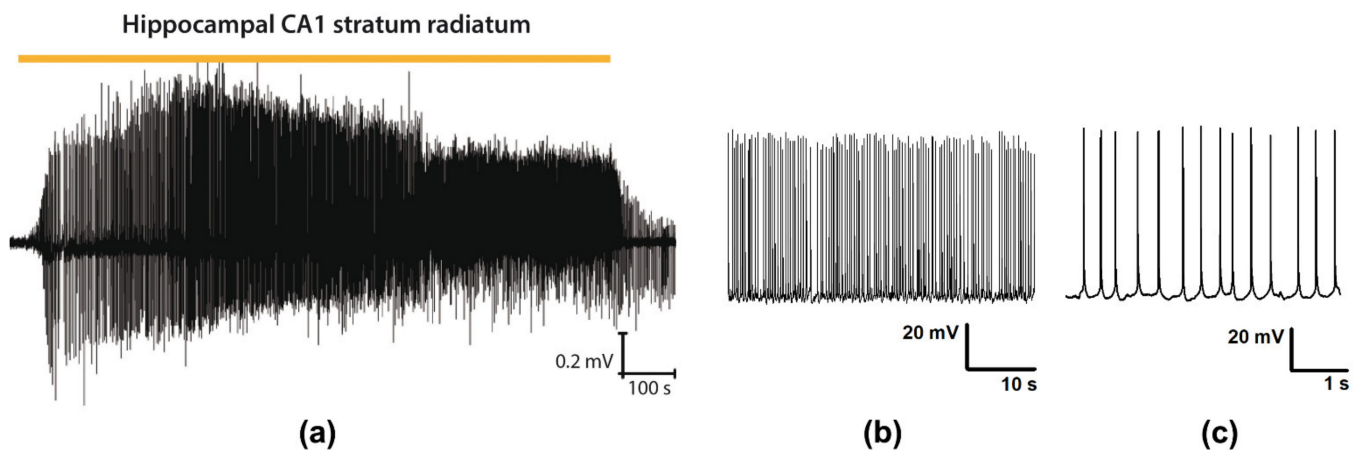 Hippocampal CA1 stratum radiatum
0.2 mV
100 s
20 mV
10 s
20 mV
1 s
(a)
(b)
(c)